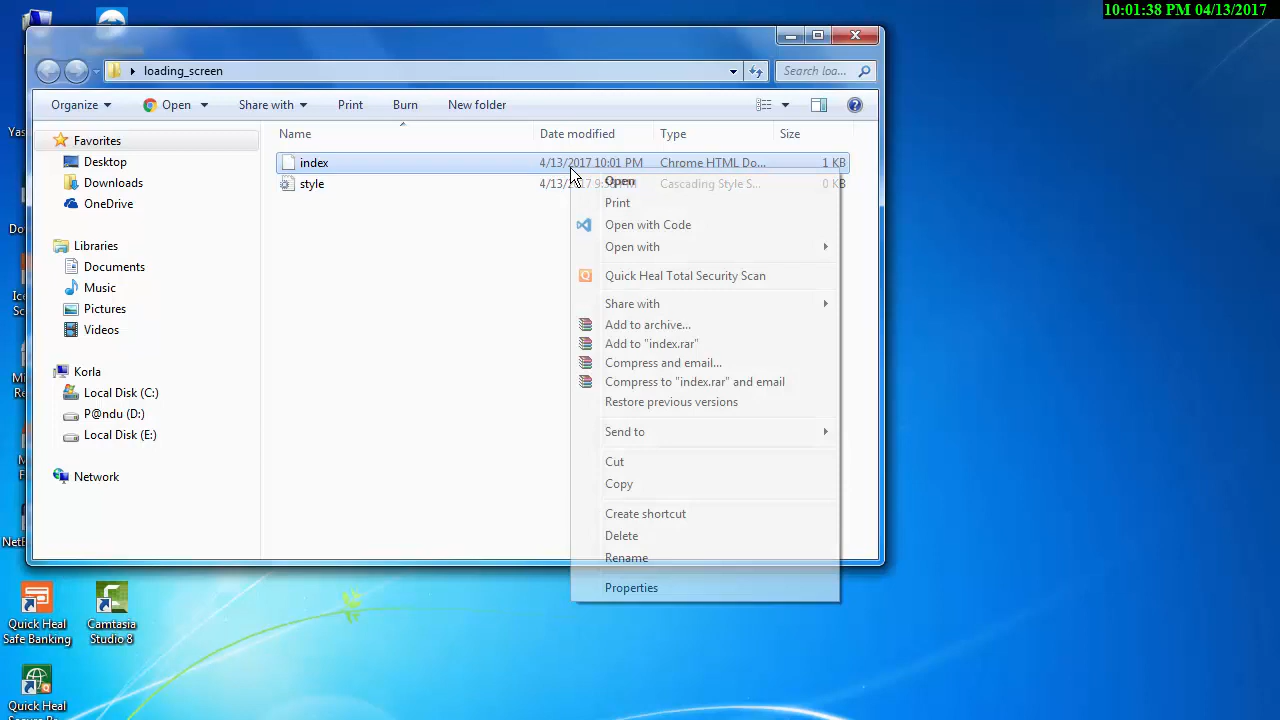 10:01:38 PM 04/13/2017
loading_screen
Search loa...
Organize
Open
Share with
Print
Burn
New folder
Name
Date modified
Type
Size
Favorites
Desktop
Downloads
OneDrive
Libraries
Documents
Music
Pictures
Videos
Korla
Local Disk (C:)
P@ndu (D:)
Local Disk (E:)
Network
index
4/13/2017 10:01 PM
Chrome HTML Do...
1 KB
style
Cascading Style S...
0 KB
Open
Print
Open with Code
Open with
Quick Heal Total Security Scan
Share with
Add to archive...
Add to "index.rar"
Compress and email...
Compress to "index.rar" and email
Restore previous versions
Send to
Cut
Copy
Create shortcut
Delete
Rename
Properties
Quick Heal
Safe Banking
Camtasia
Studio 8
Quick Heal